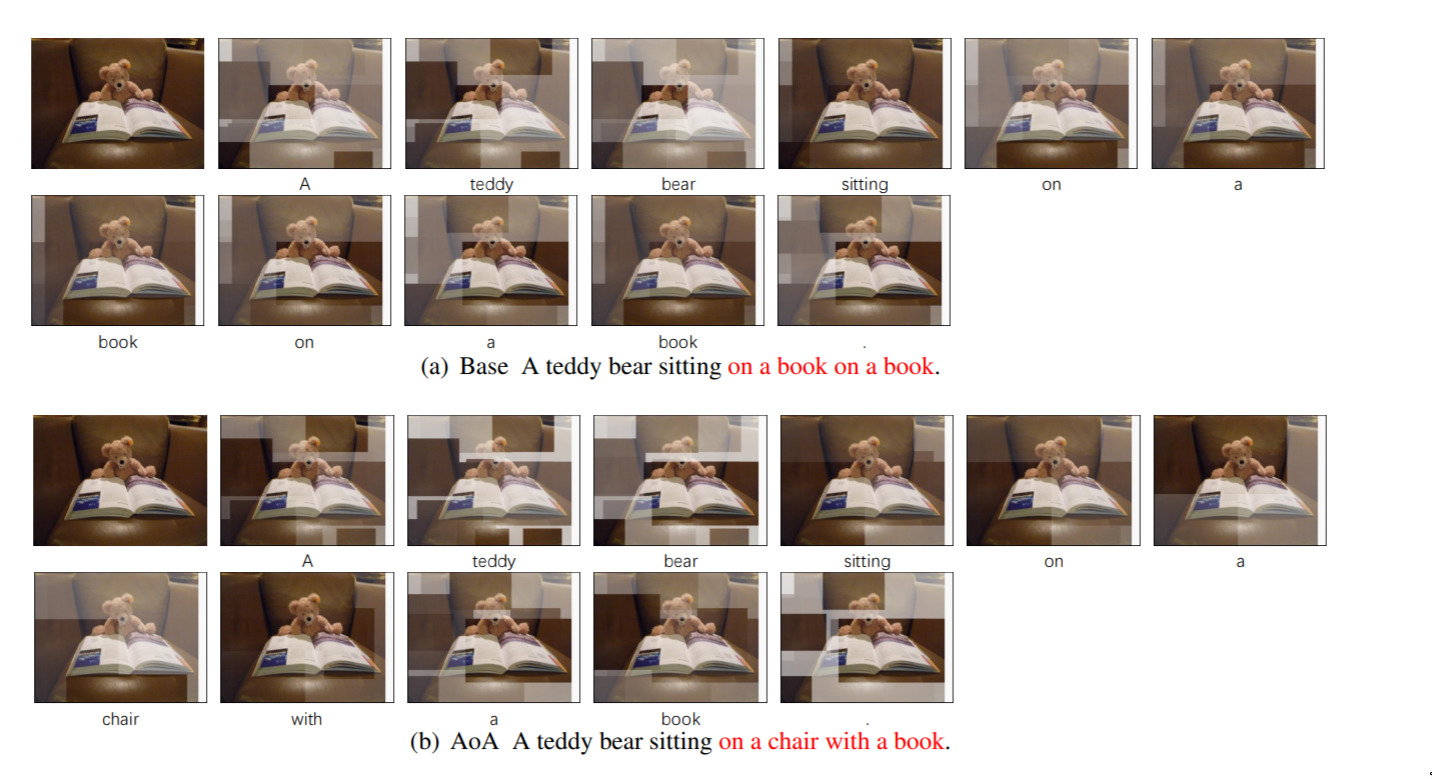 A teddy bear sitting on a
book on a book .
(a) Base A teddy bear sitting on a book on a book.
A teddy bear sitting on a
chair with a book .
(b) AoA A teddy bear sitting on a chair with a book.